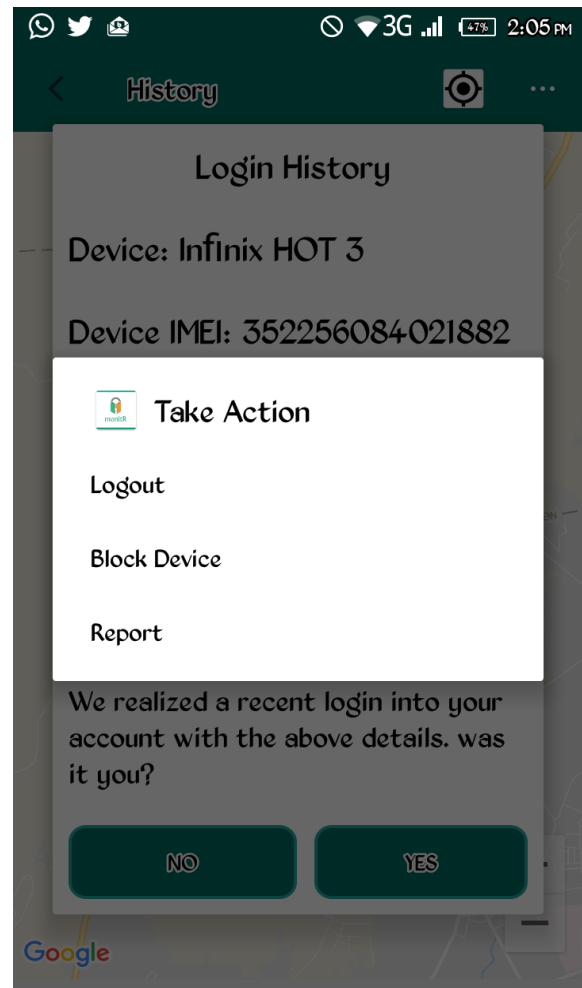 3G 47% 2:05 PM
History
Login History
Device: Infinix HOT 3
Device IMEI: 352256084021882
monitR
Take Action
Logout
Block Device
Report
We realized a recent login into your
account with the above details. was
it you?
NO YES
Google